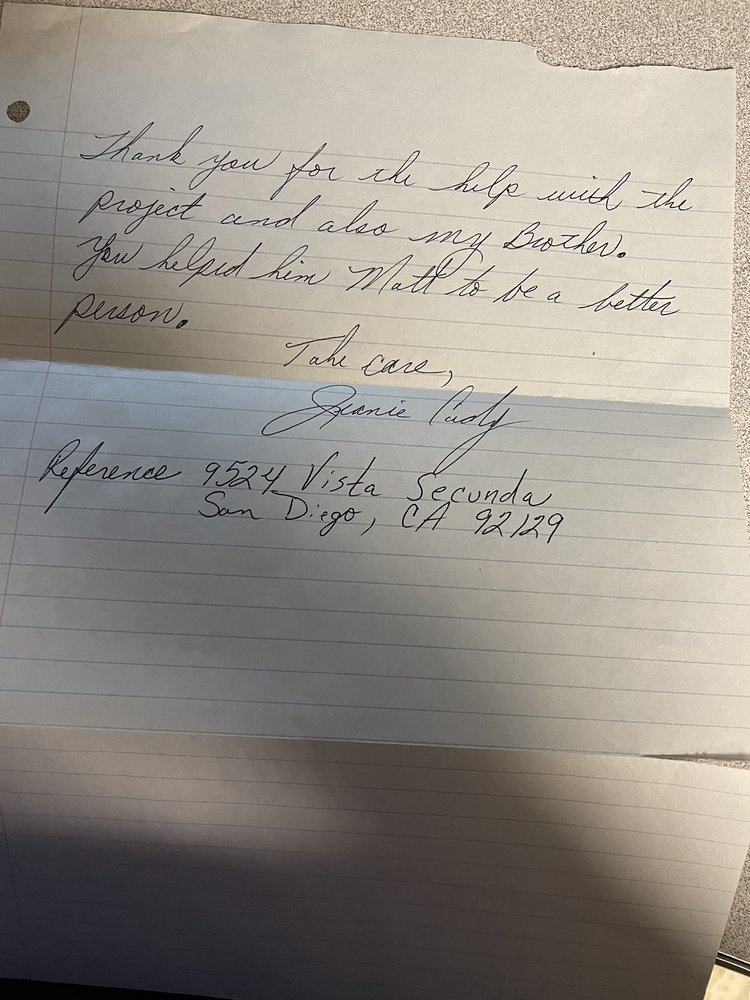 Thank you for the help with the
project and also my Brother.
You helped him Matt to be a better
person.
Take care,
Jeanie
Reference 9524 Vista Secunda
San Diego, CA 92129